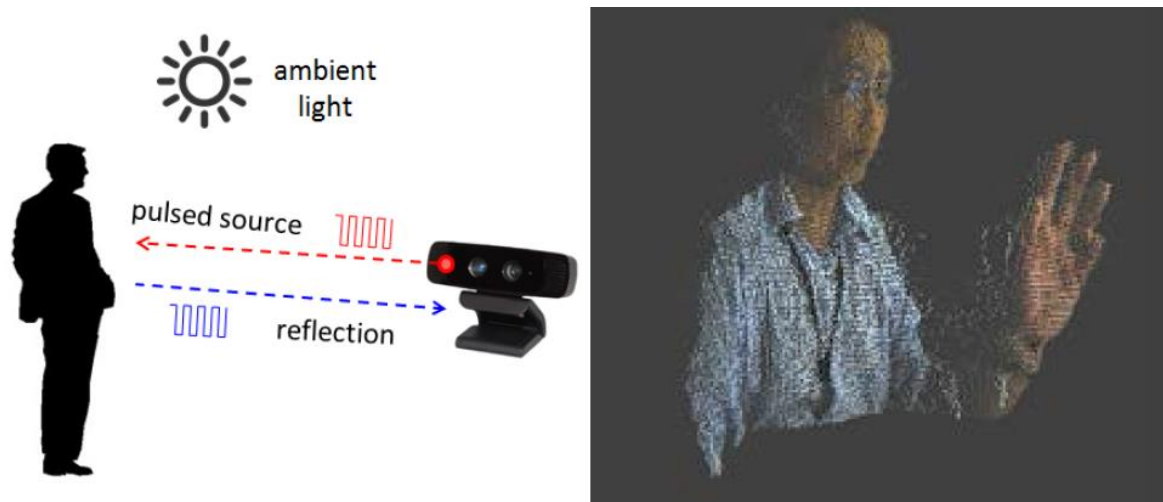 ambient
light
pulsed source
reflection